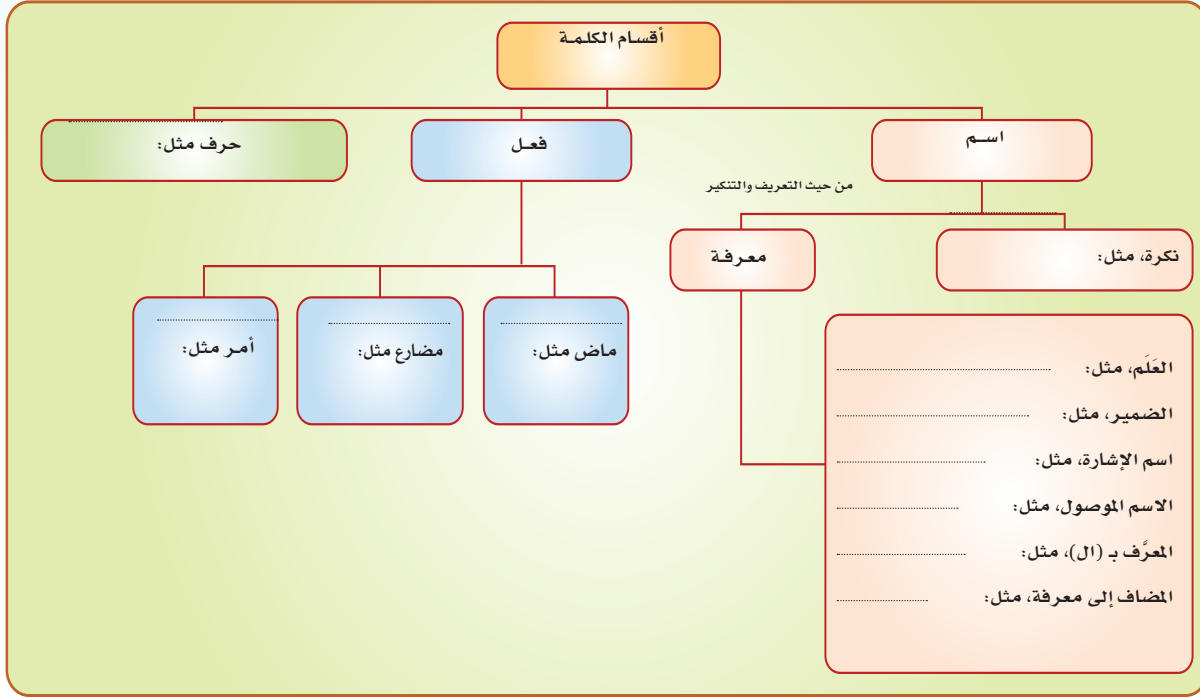 أقسام الكلمة
اسم
فعل
حرف مثل: ........................
من حيث التعريف والتنكير
نكرة، مثل: ........................
معرفة
العَلَم، مثل: ........................
الضمير، مثل: ........................
اسم الإشارة، مثل: ........................
الاسم الموصول، مثل: ........................
المعرَّف بـ (ال)، مثل: ........................
المضاف إلى معرفة، مثل: ........................
ماض مثل: ........................
مضارع مثل: ........................
أمر مثل: ........................